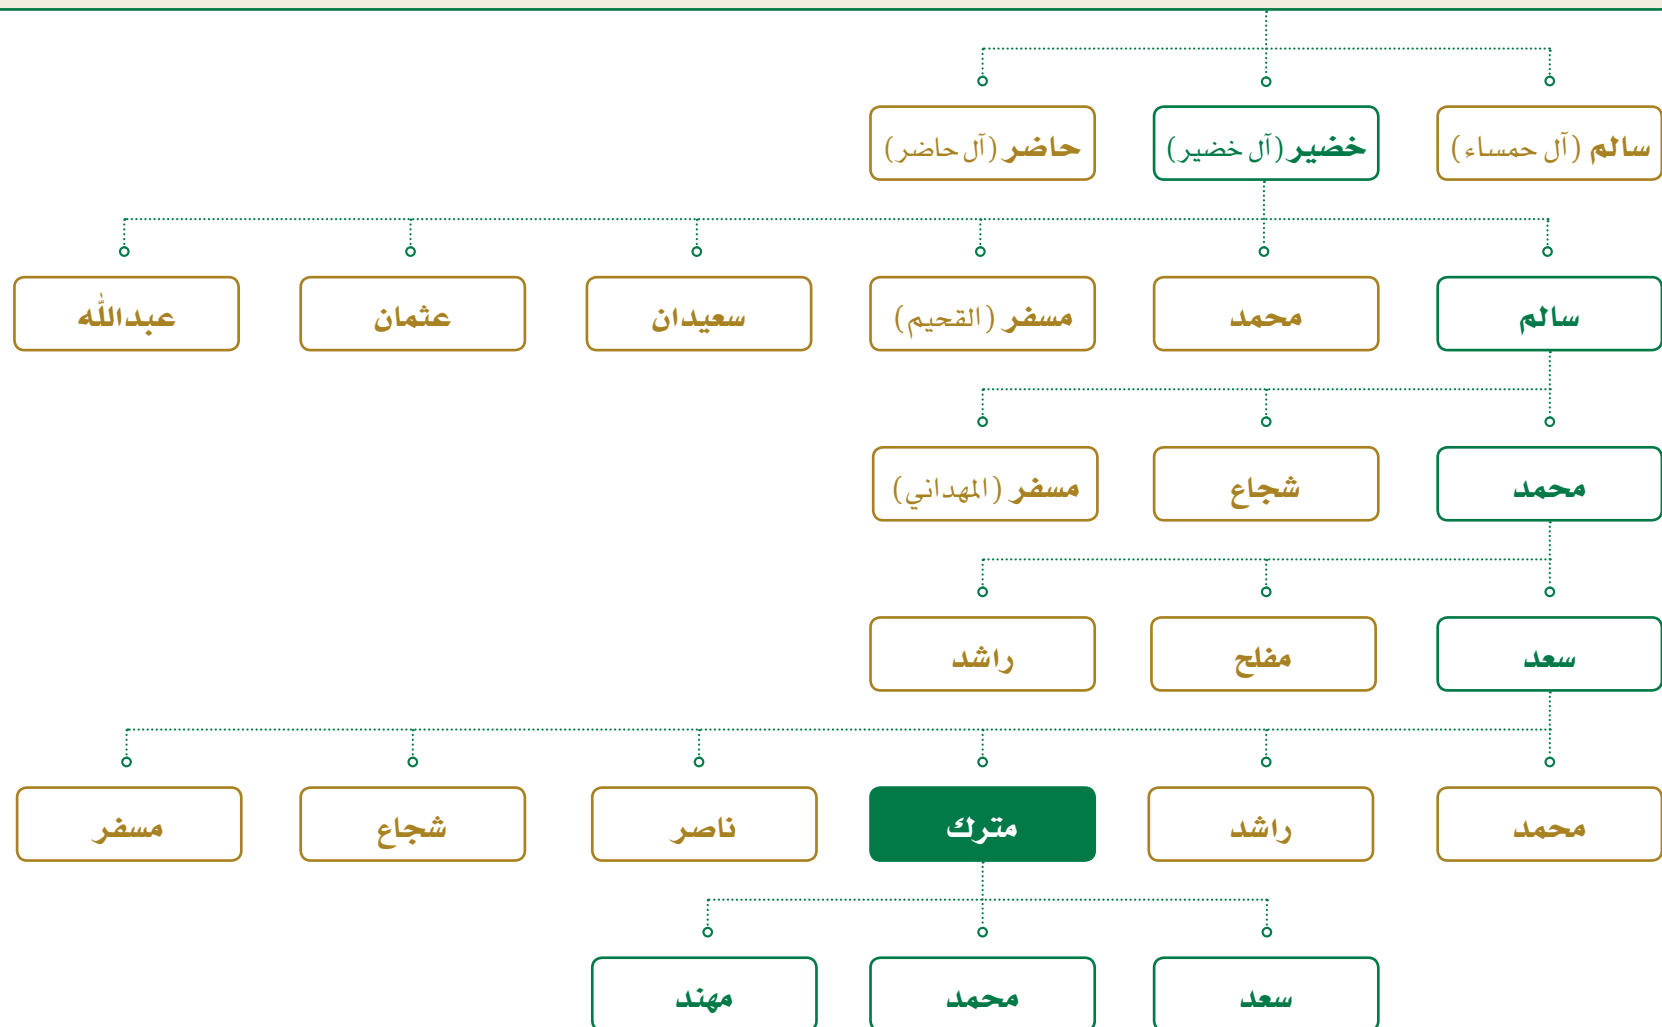 سالم (آل حمساء)
خضير (آل خضير)
حاضر (آل حاضر)
سالم
محمد
مسفر (القحيم)
سعيدان
عثمان
عبدالله
محمد
شجاع
مسفر (المهداني)
سعد
مفلح
راشد
محمد
راشد
مترك
ناصر
شجاع
مسفر
سعد
محمد
مهند